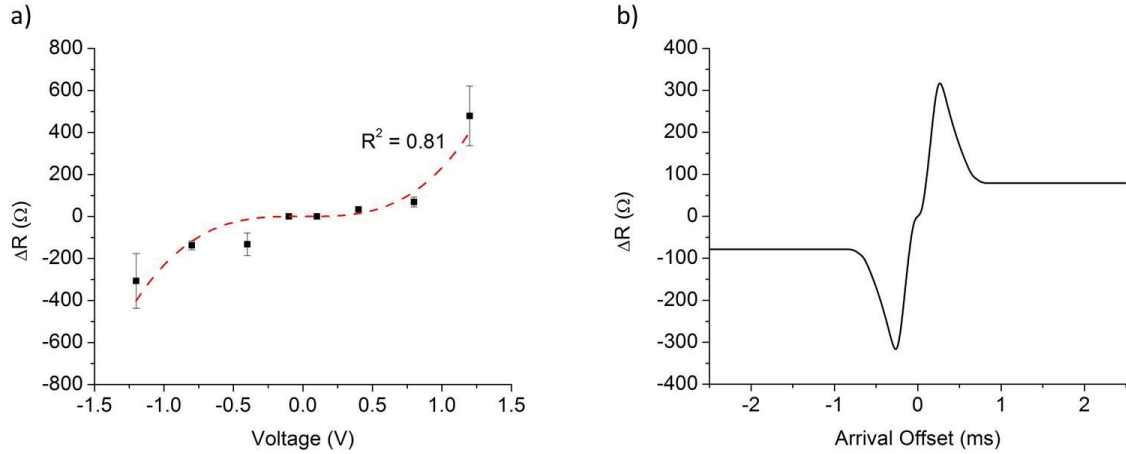 a)
800
600
400
200
0
-200
-400
-600
-800
ΔR (Ω)
R² = 0.81
-1.5 -1.0 -0.5 0.0 0.5 1.0 1.5
Voltage (V)
b)
400
300
200
100
0
-100
-200
-300
-400
ΔR (Ω)
-2 -1 0 1 2
Arrival Offset (ms)